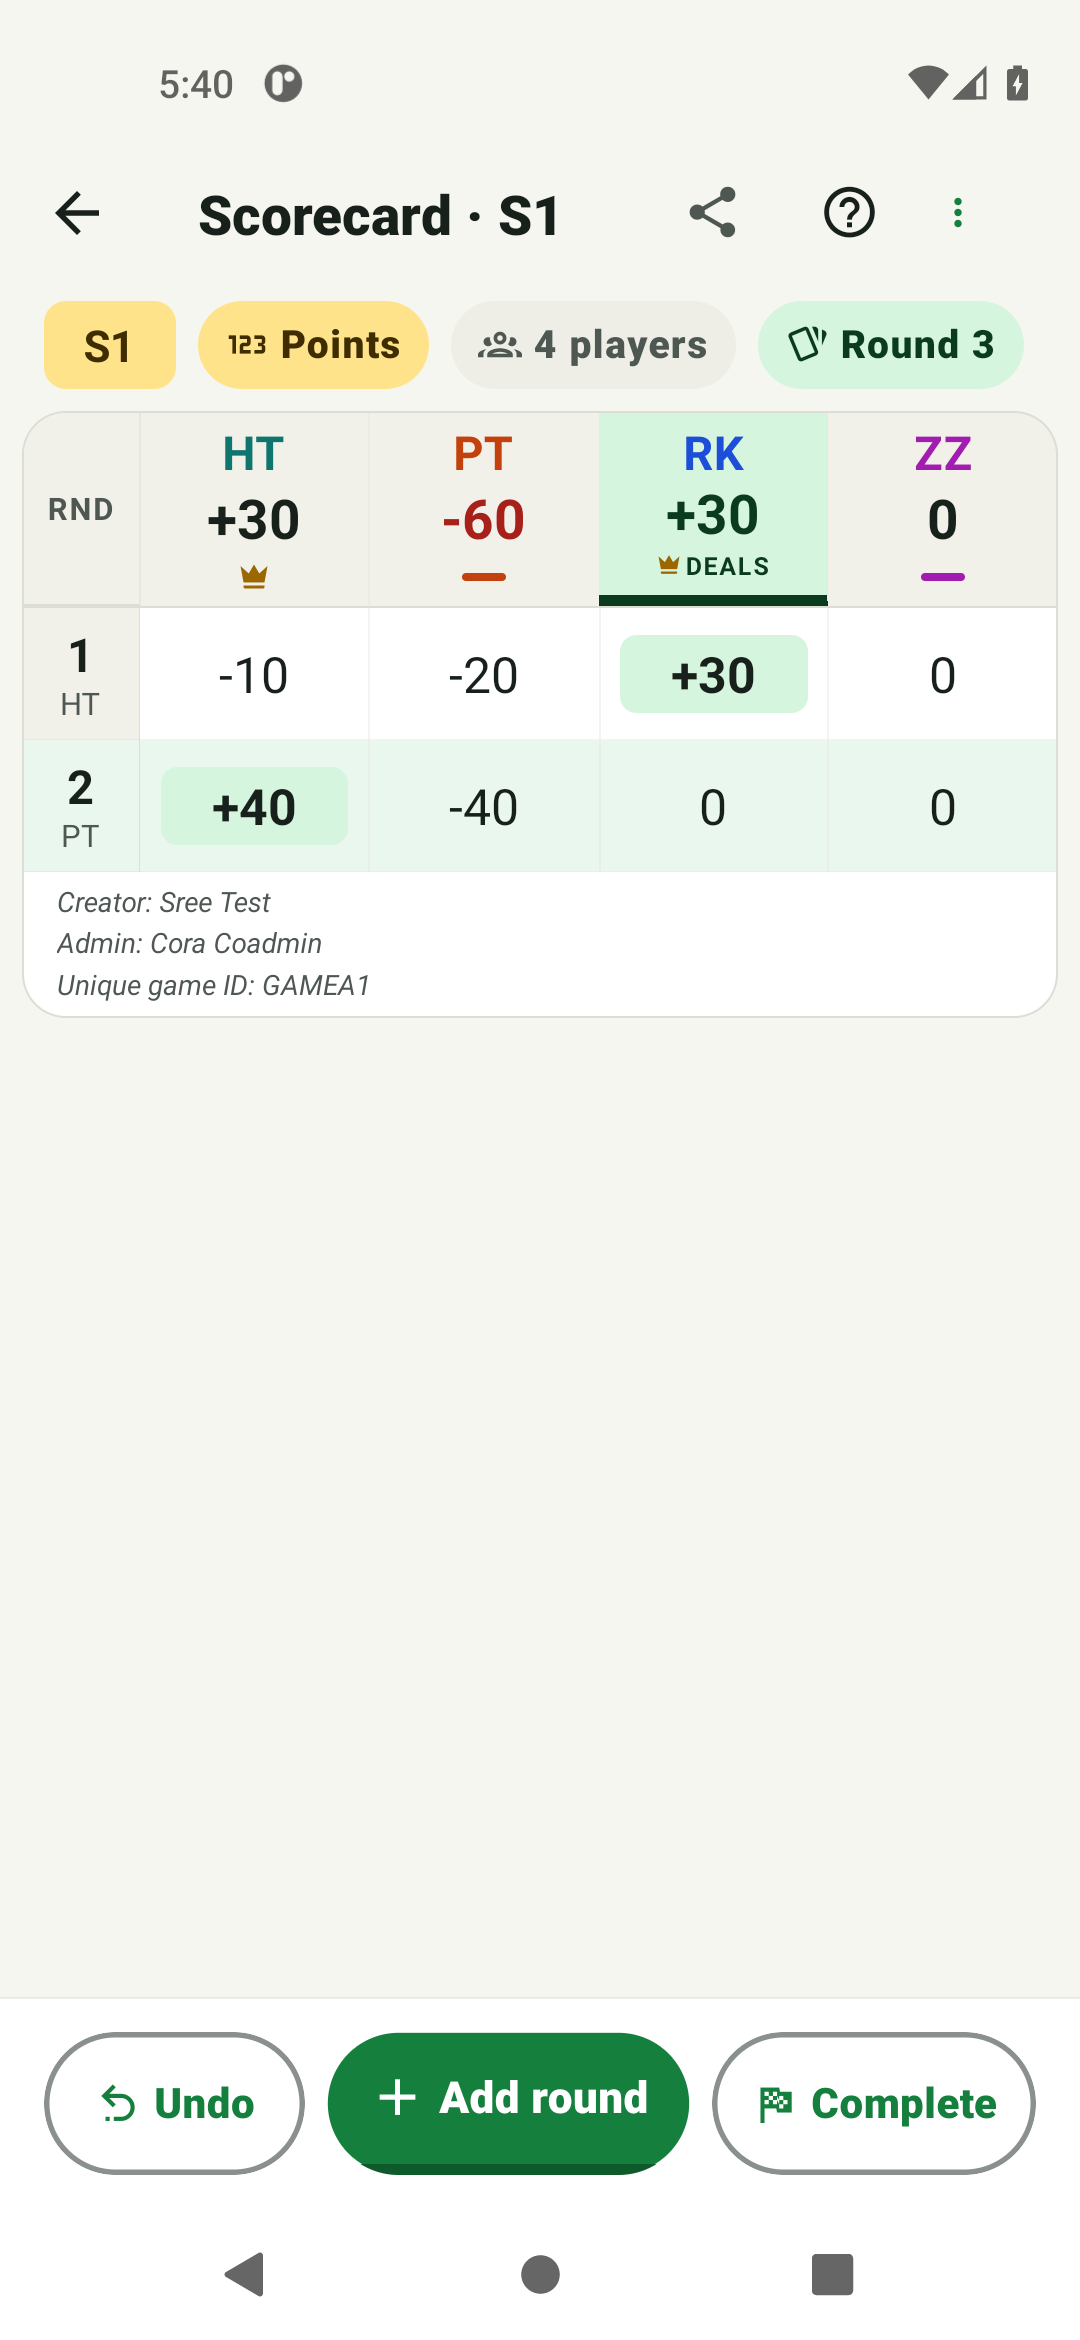 5:40
Scorecard · S1
S1 123 Points 4 players Round 3
RND HT PT RK ZZ
+30 -60 +30 0
DEALS
1 -10 -20 +30 0
HT
2 +40 -40 0 0
PT
Creator: Sree Test
Admin: Cora Coadmin
Unique game ID: GAMEA1
Undo + Add round Complete